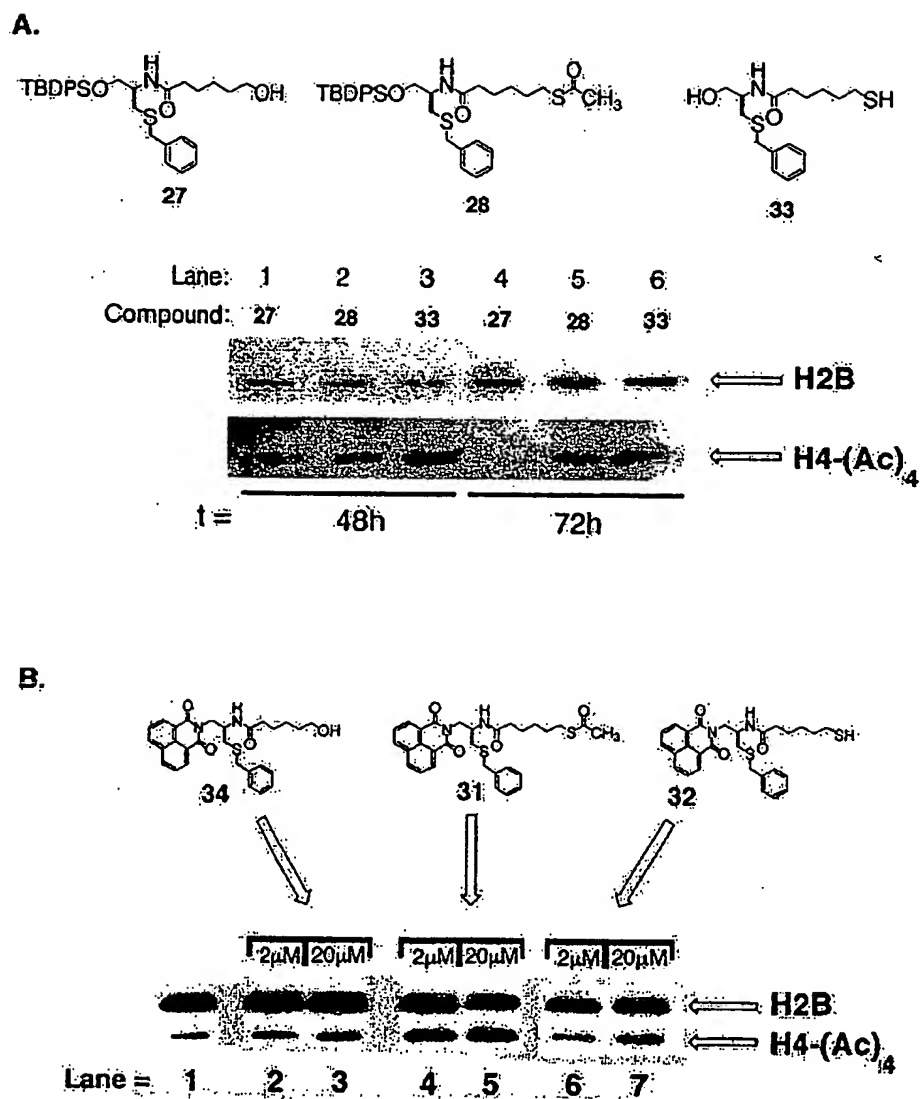 A.
TBDPSO H N O OH S
TBDPSO H N O S O CH3 S
HO H N O SH S
27 28 33
Lane: 1 2 3 4 5 6
Compound: 27 28 33 27 28 33
H2B
H4-(Ac)4
t = 48h 72h
B.
O N O H N O OH S
O N O H N O S O CH3 S
O N O H N O SH S
34 31 32
2µM 20µM 2µM 20µM 2µM 20µM
H2B
H4-(Ac)4
Lane = 1 2 3 4 5 6 7